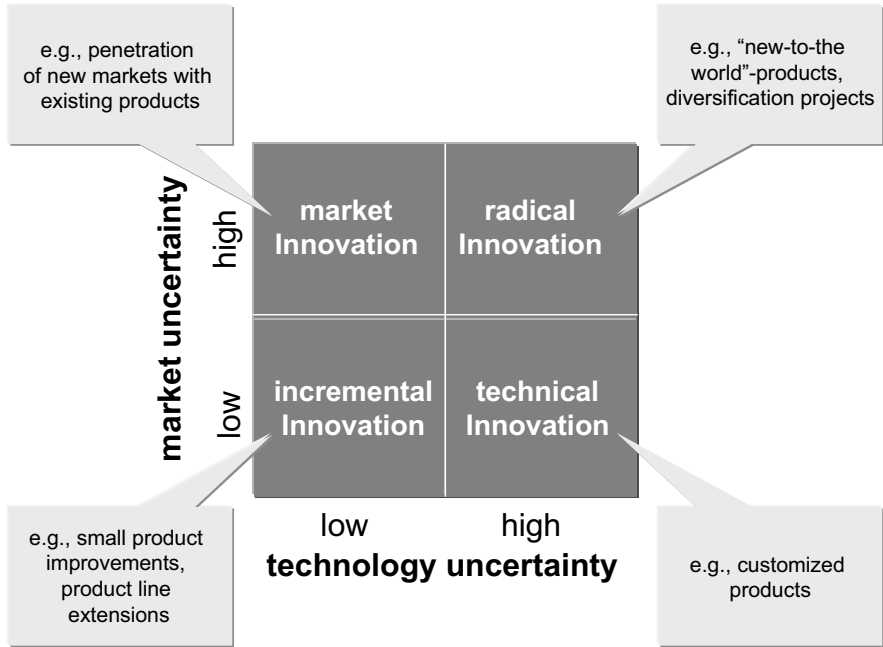 e.g., penetration
of new markets with
existing products
e.g., “new-to-the
world”-products,
diversification projects
market uncertainty
high
low
market
Innovation
radical
Innovation
incremental
Innovation
technical
Innovation
low
high
technology uncertainty
e.g., small product
improvements,
product line
extensions
e.g., customized
products